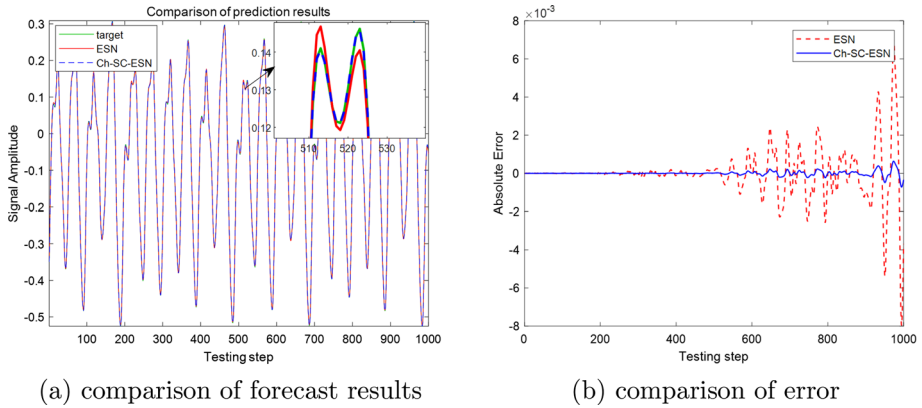 Comparison of prediction results
target
ESN
Ch-SC-ESN
0.3
0.2
0.1
0
-0.1
-0.2
-0.3
-0.4
-0.5
Signal Amplitude
0.14
0.13
0.12
510 520 530
100 200 300 400 500 600 700 800 900 1000
Testing step
(a) comparison of forecast results
×10⁻³
8
6
4
2
0
-2
-4
-6
-8
Absolute Error
ESN
Ch-SC-ESN
0 200 400 600 800 1000
Testing step
(b) comparison of error